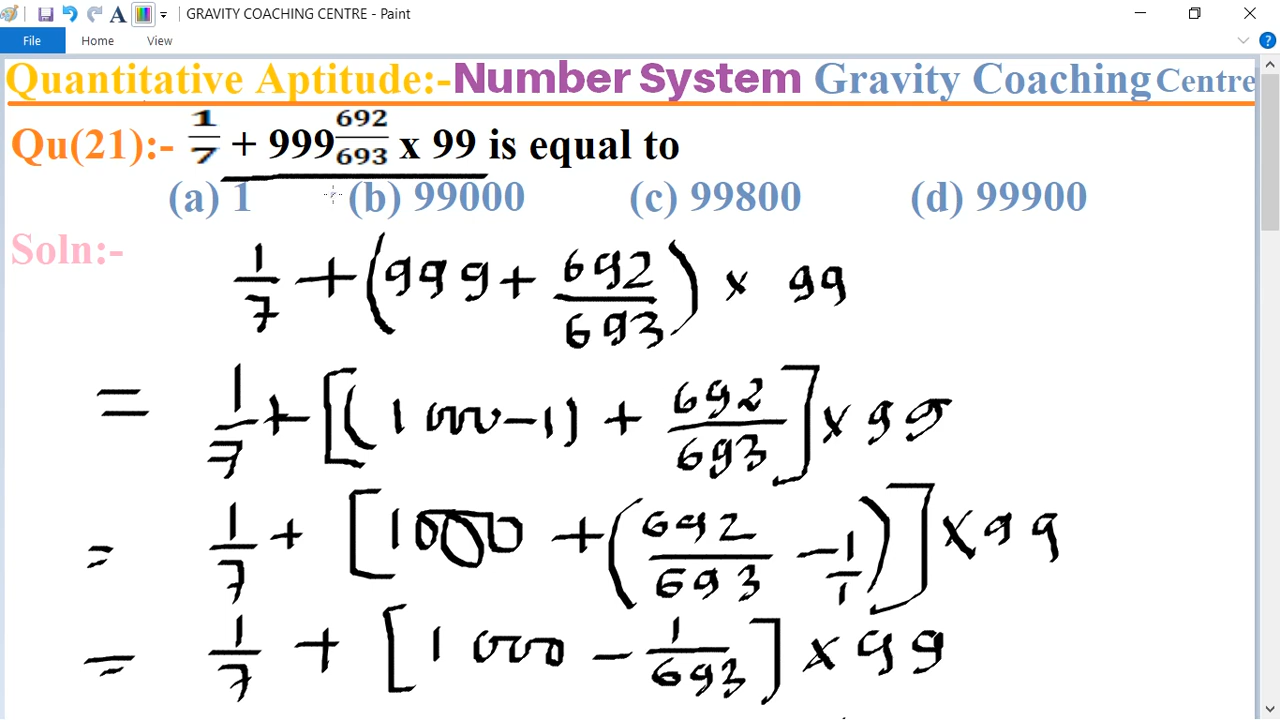 GRAVITY COACHING CENTRE - Paint
File Home View
Quantitative Aptitude:-Number System Gravity Coaching Centre
Qu(21):- 1/7 + 999 692/693 x 99 is equal to
(a) 1 (b) 99000 (c) 99800 (d) 99900
Soln:-
1/7 + (999 + 692/693) × 99
= 1/7 + [(1000-1) + 692/693] × 99
= 1/7 + [1000 + (692/693 - 1/1)] × 99
= 1/7 + [1000 - 1/693] × 99